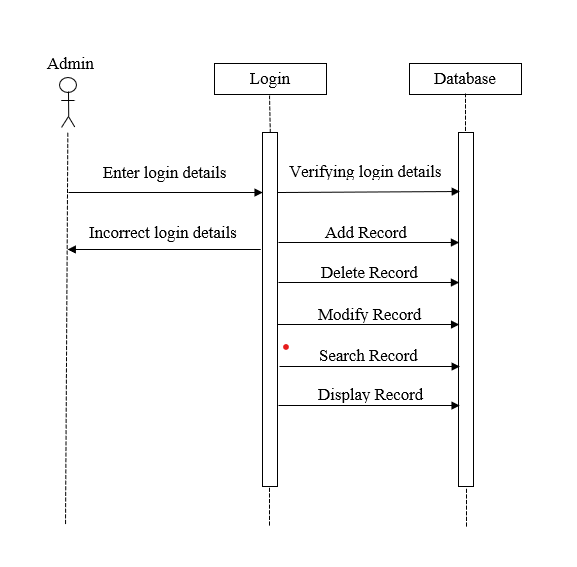 Admin
Login
Database
Enter login details
Verifying login details
Incorrect login details
Add Record
Delete Record
Modify Record
Search Record
Display Record